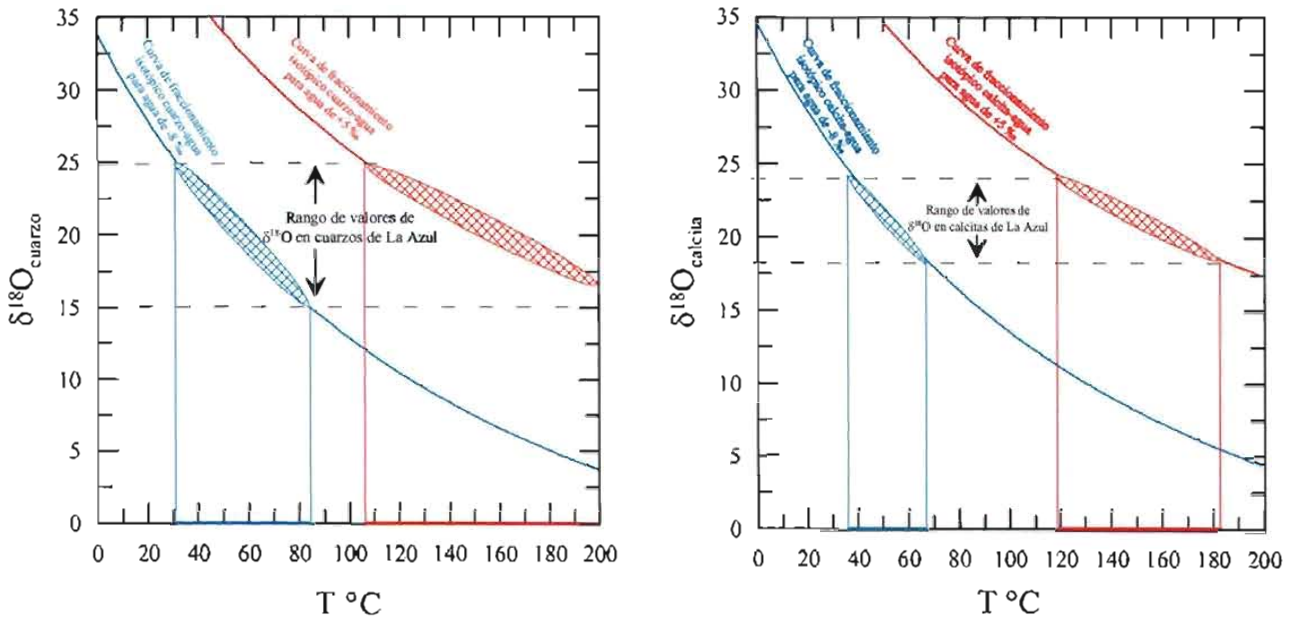 35
30
25
20
15
10
5
0
δ¹⁸Ocuarzo
Curva de fraccionamiento
isotópico cuarzo-agua
para agua de -8 ‰
Curva de fraccionamiento
isotópico cuarzo-agua
para agua de +5 ‰
Rango de valores de
δ¹⁸O en cuarzos de La Azul
0 20 40 60 80 100 120 140 160 180 200
T °C
35
30
25
20
15
10
5
0
δ¹⁸Ocalcita
Curva de fraccionamiento
isotópico calcita-agua
para agua de -8 ‰
Curva de fraccionamiento
isotópico calcita-agua
para agua de +5 ‰
Rango de valores de
δ¹⁸O en calcitas de La Azul
0 20 40 60 80 100 120 140 160 180 200
T °C